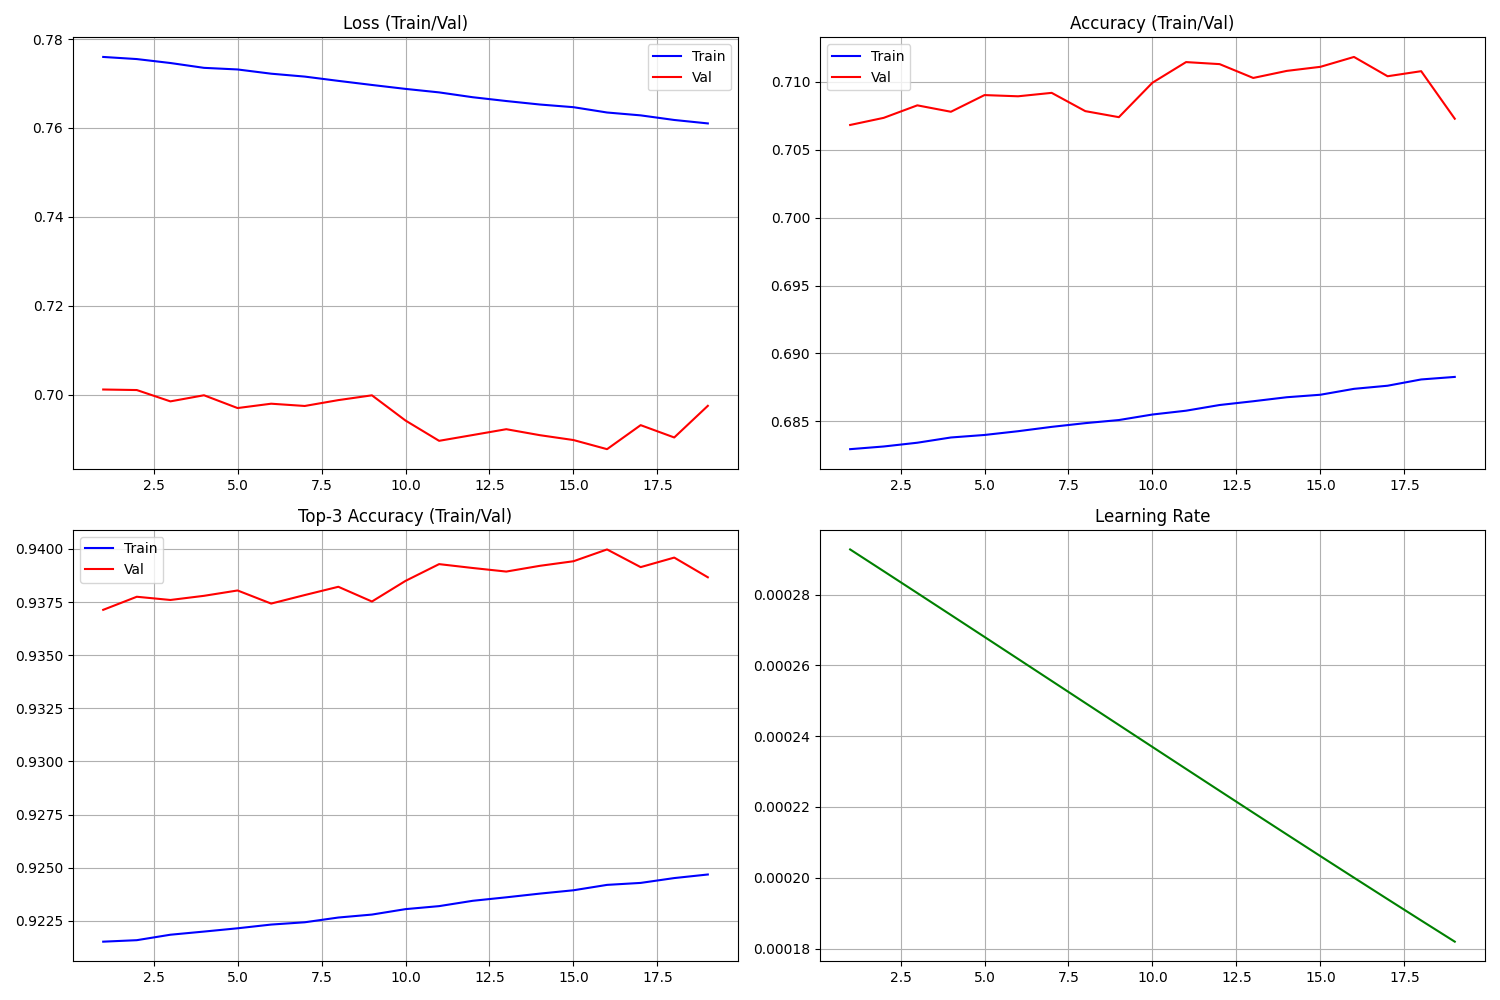 Loss (Train/Val)
0.78
0.76
0.74
0.72
0.70
Train
Val
2.5 5.0 7.5 10.0 12.5 15.0 17.5
Accuracy (Train/Val)
0.710
0.705
0.700
0.695
0.690
0.685
Train
Val
2.5 5.0 7.5 10.0 12.5 15.0 17.5
Top-3 Accuracy (Train/Val)
0.9400
0.9375
0.9350
0.9325
0.9300
0.9275
0.9250
0.9225
Train
Val
2.5 5.0 7.5 10.0 12.5 15.0 17.5
Learning Rate
0.00028
0.00026
0.00024
0.00022
0.00020
0.00018
2.5 5.0 7.5 10.0 12.5 15.0 17.5